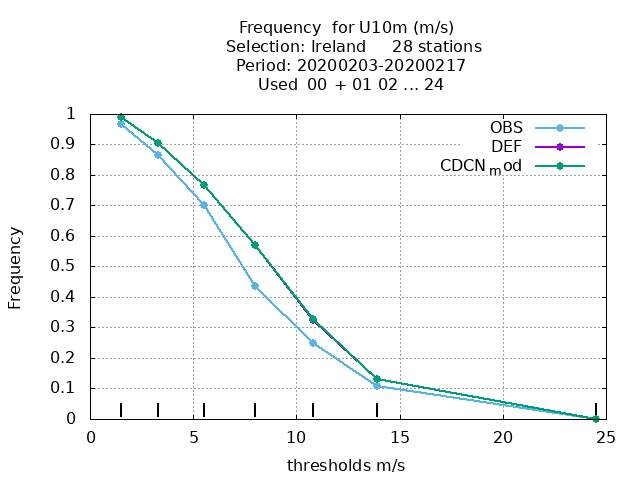 Frequency  for U10m (m/s)
Selection: Ireland     28 stations
Period: 20200203-20200217
Used  00  + 01 02 ... 24
OBS
DEF
CDCN_mod
1
0.9
0.8
0.7
0.6
0.5
0.4
0.3
0.2
0.1
0
Frequency
0 5 10 15 20 25
thresholds m/s